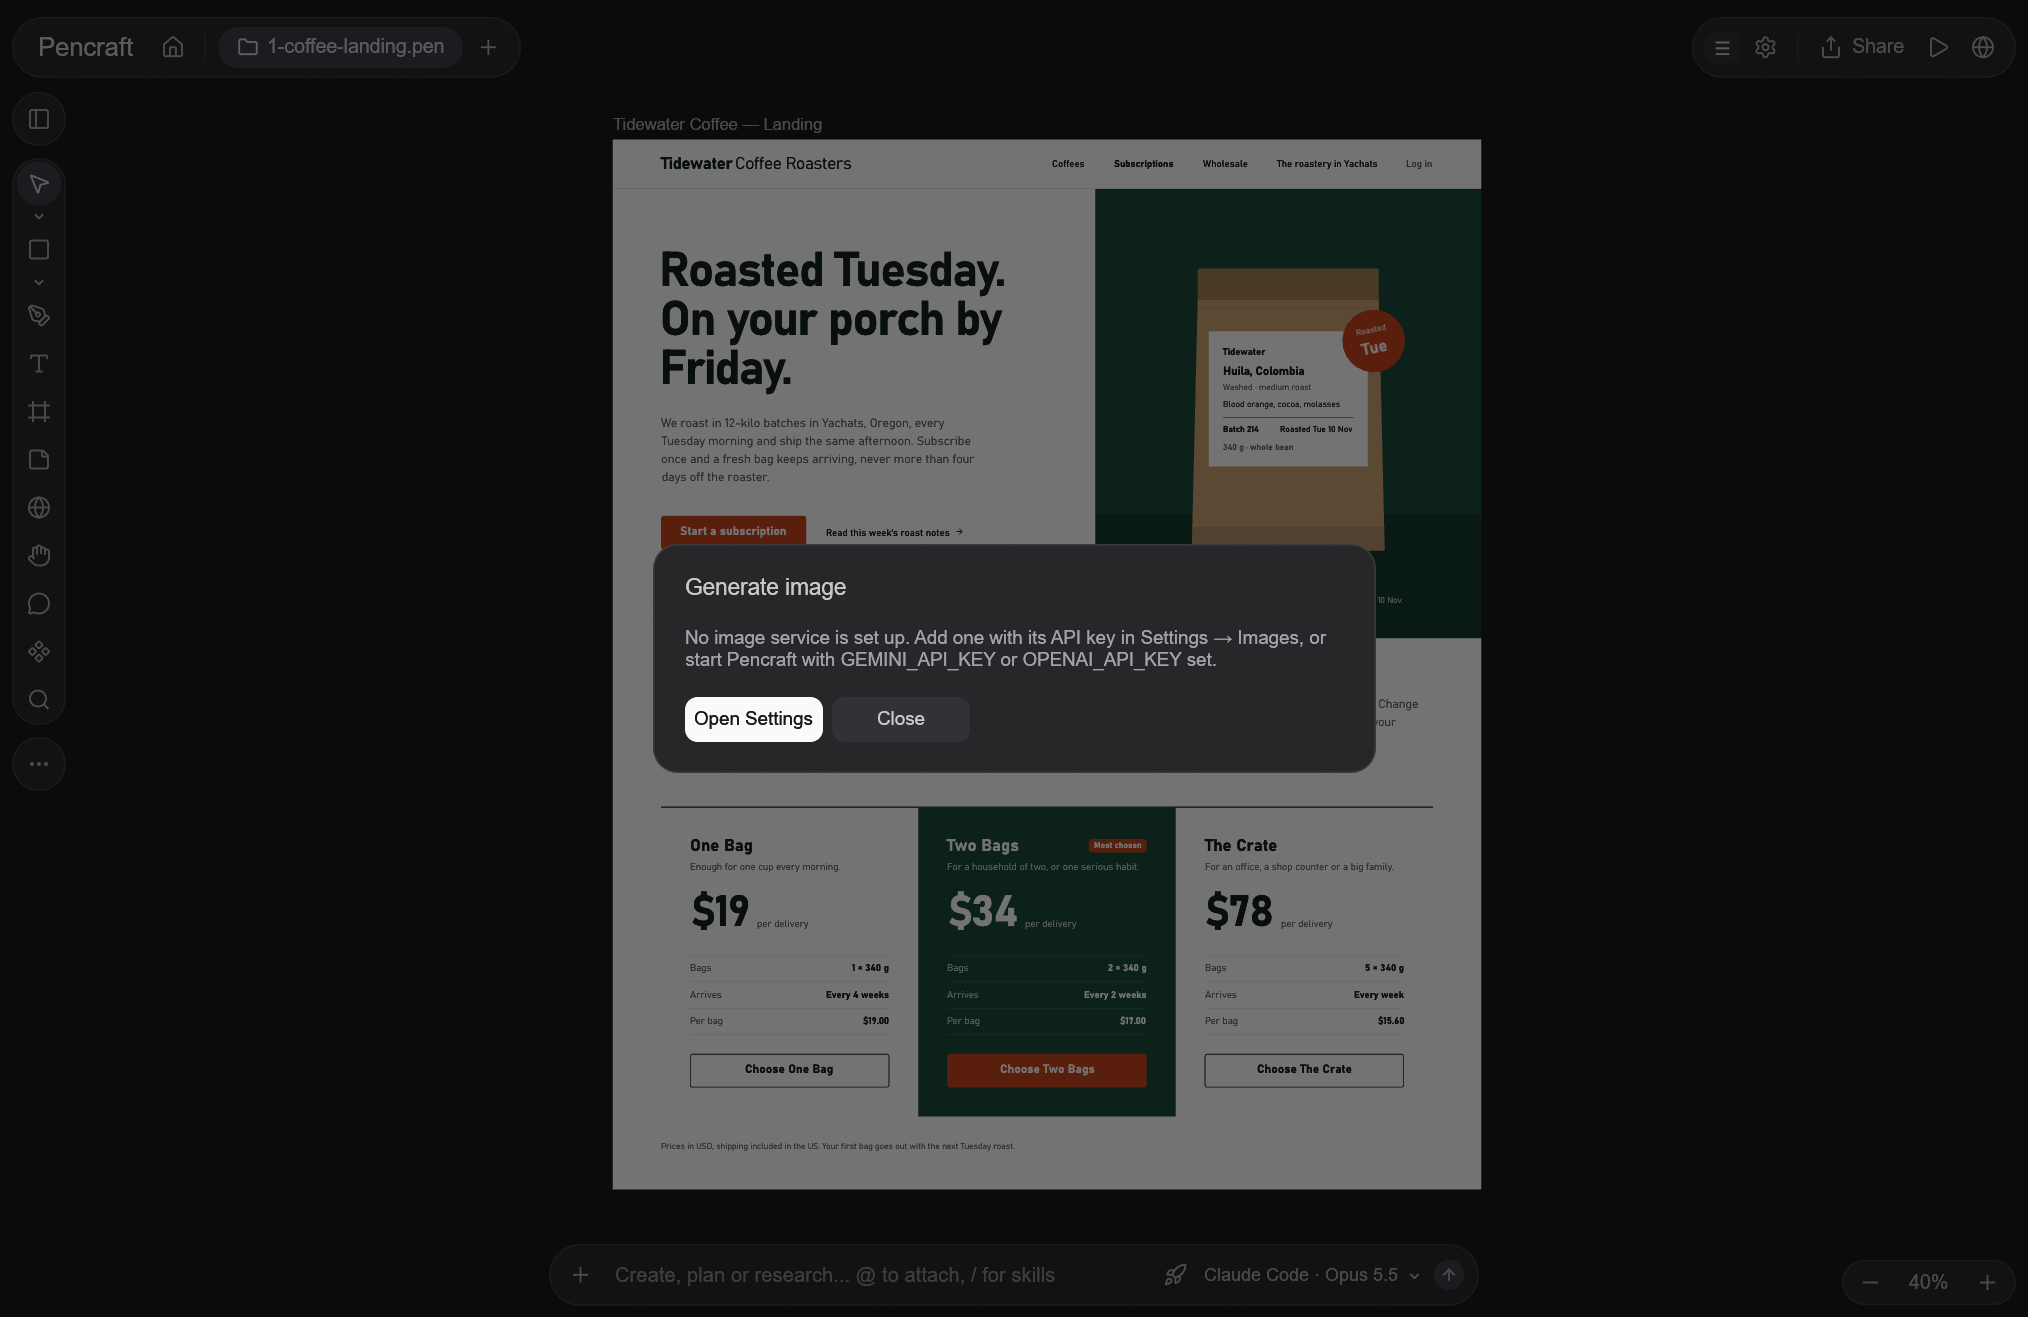 Pencraft
1-coffee-landing.pen
Share
Tidewater Coffee — Landing
Tidewater Coffee Roasters
Coffees
Subscriptions
Wholesale
The roastery in Yachats
Log in
Roasted Tuesday.
On your porch by
Friday.
We roast in 12-kilo batches in Yachats, Oregon, every
Tuesday morning and ship the same afternoon. Subscribe
once and a fresh bag keeps arriving, never more than four
days off the roaster.
Start a subscription
Read this week's roast notes →
Roasted
Tue
Tidewater
Huila, Colombia
Washed · medium roast
Blood orange, cocoa, molasses
Batch 214
Roasted Tue 10 Nov
340 g · whole bean
10 Nov.
Generate image
No image service is set up. Add one with its API key in Settings → Images, or
start Pencraft with GEMINI_API_KEY or OPENAI_API_KEY set.
Open Settings
Close
Change
your
One Bag
Enough for one cup every morning.
$19 per delivery
Bags 1 × 340 g
Arrives Every 4 weeks
Per bag $19.00
Choose One Bag
Two Bags
Most chosen
For a household of two, or one serious habit.
$34 per delivery
Bags 2 × 340 g
Arrives Every 2 weeks
Per bag $17.00
Choose Two Bags
The Crate
For an office, a shop counter or a big family.
$78 per delivery
Bags 5 × 340 g
Arrives Every week
Per bag $15.60
Choose The Crate
Prices in USD, shipping included in the US. Your first bag goes out with the next Tuesday roast.
Create, plan or research... @ to attach, / for skills
Claude Code · Opus 5.5
40%